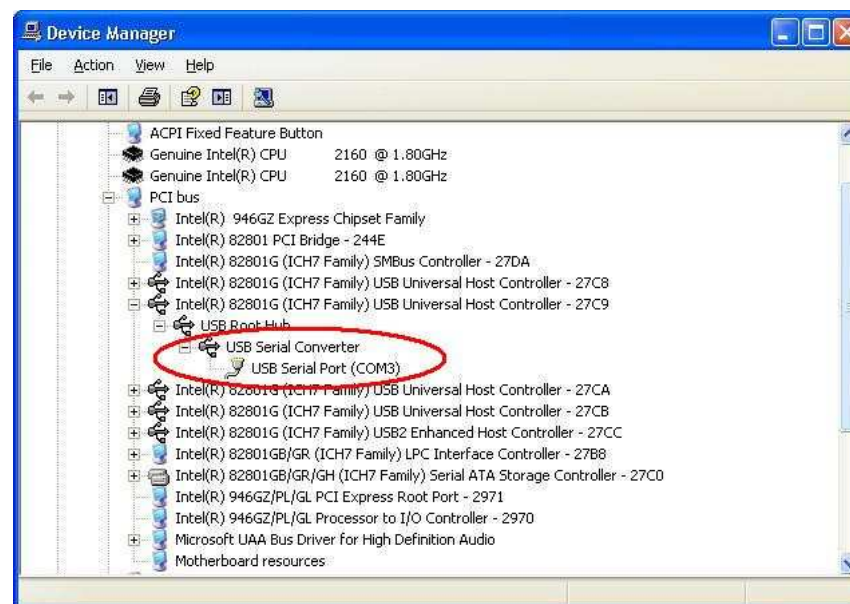 Device Manager
File Action View Help
ACPI Fixed Feature Button
Genuine Intel(R) CPU 2160 @ 1.80GHz
Genuine Intel(R) CPU 2160 @ 1.80GHz
PCI bus
Intel(R) 946GZ Express Chipset Family
Intel(R) 82801 PCI Bridge - 244E
Intel(R) 82801G (ICH7 Family) SMBus Controller - 27DA
Intel(R) 82801G (ICH7 Family) USB Universal Host Controller - 27C8
Intel(R) 82801G (ICH7 Family) USB Universal Host Controller - 27C9
USB Root Hub
USB Serial Converter
USB Serial Port (COM3)
Intel(R) 82801G (ICH7 Family) USB Universal Host Controller - 27CA
Intel(R) 82801G (ICH7 Family) USB Universal Host Controller - 27CB
Intel(R) 82801G (ICH7 Family) USB2 Enhanced Host Controller - 27CC
Intel(R) 82801GB/GR (ICH7 Family) LPC Interface Controller - 27B8
Intel(R) 82801GB/GR/GH (ICH7 Family) Serial ATA Storage Controller - 27C0
Intel(R) 946GZ/PL/GL PCI Express Root Port - 2971
Intel(R) 946GZ/PL/GL Processor to I/O Controller - 2970
Microsoft UAA Bus Driver for High Definition Audio
Motherboard resources